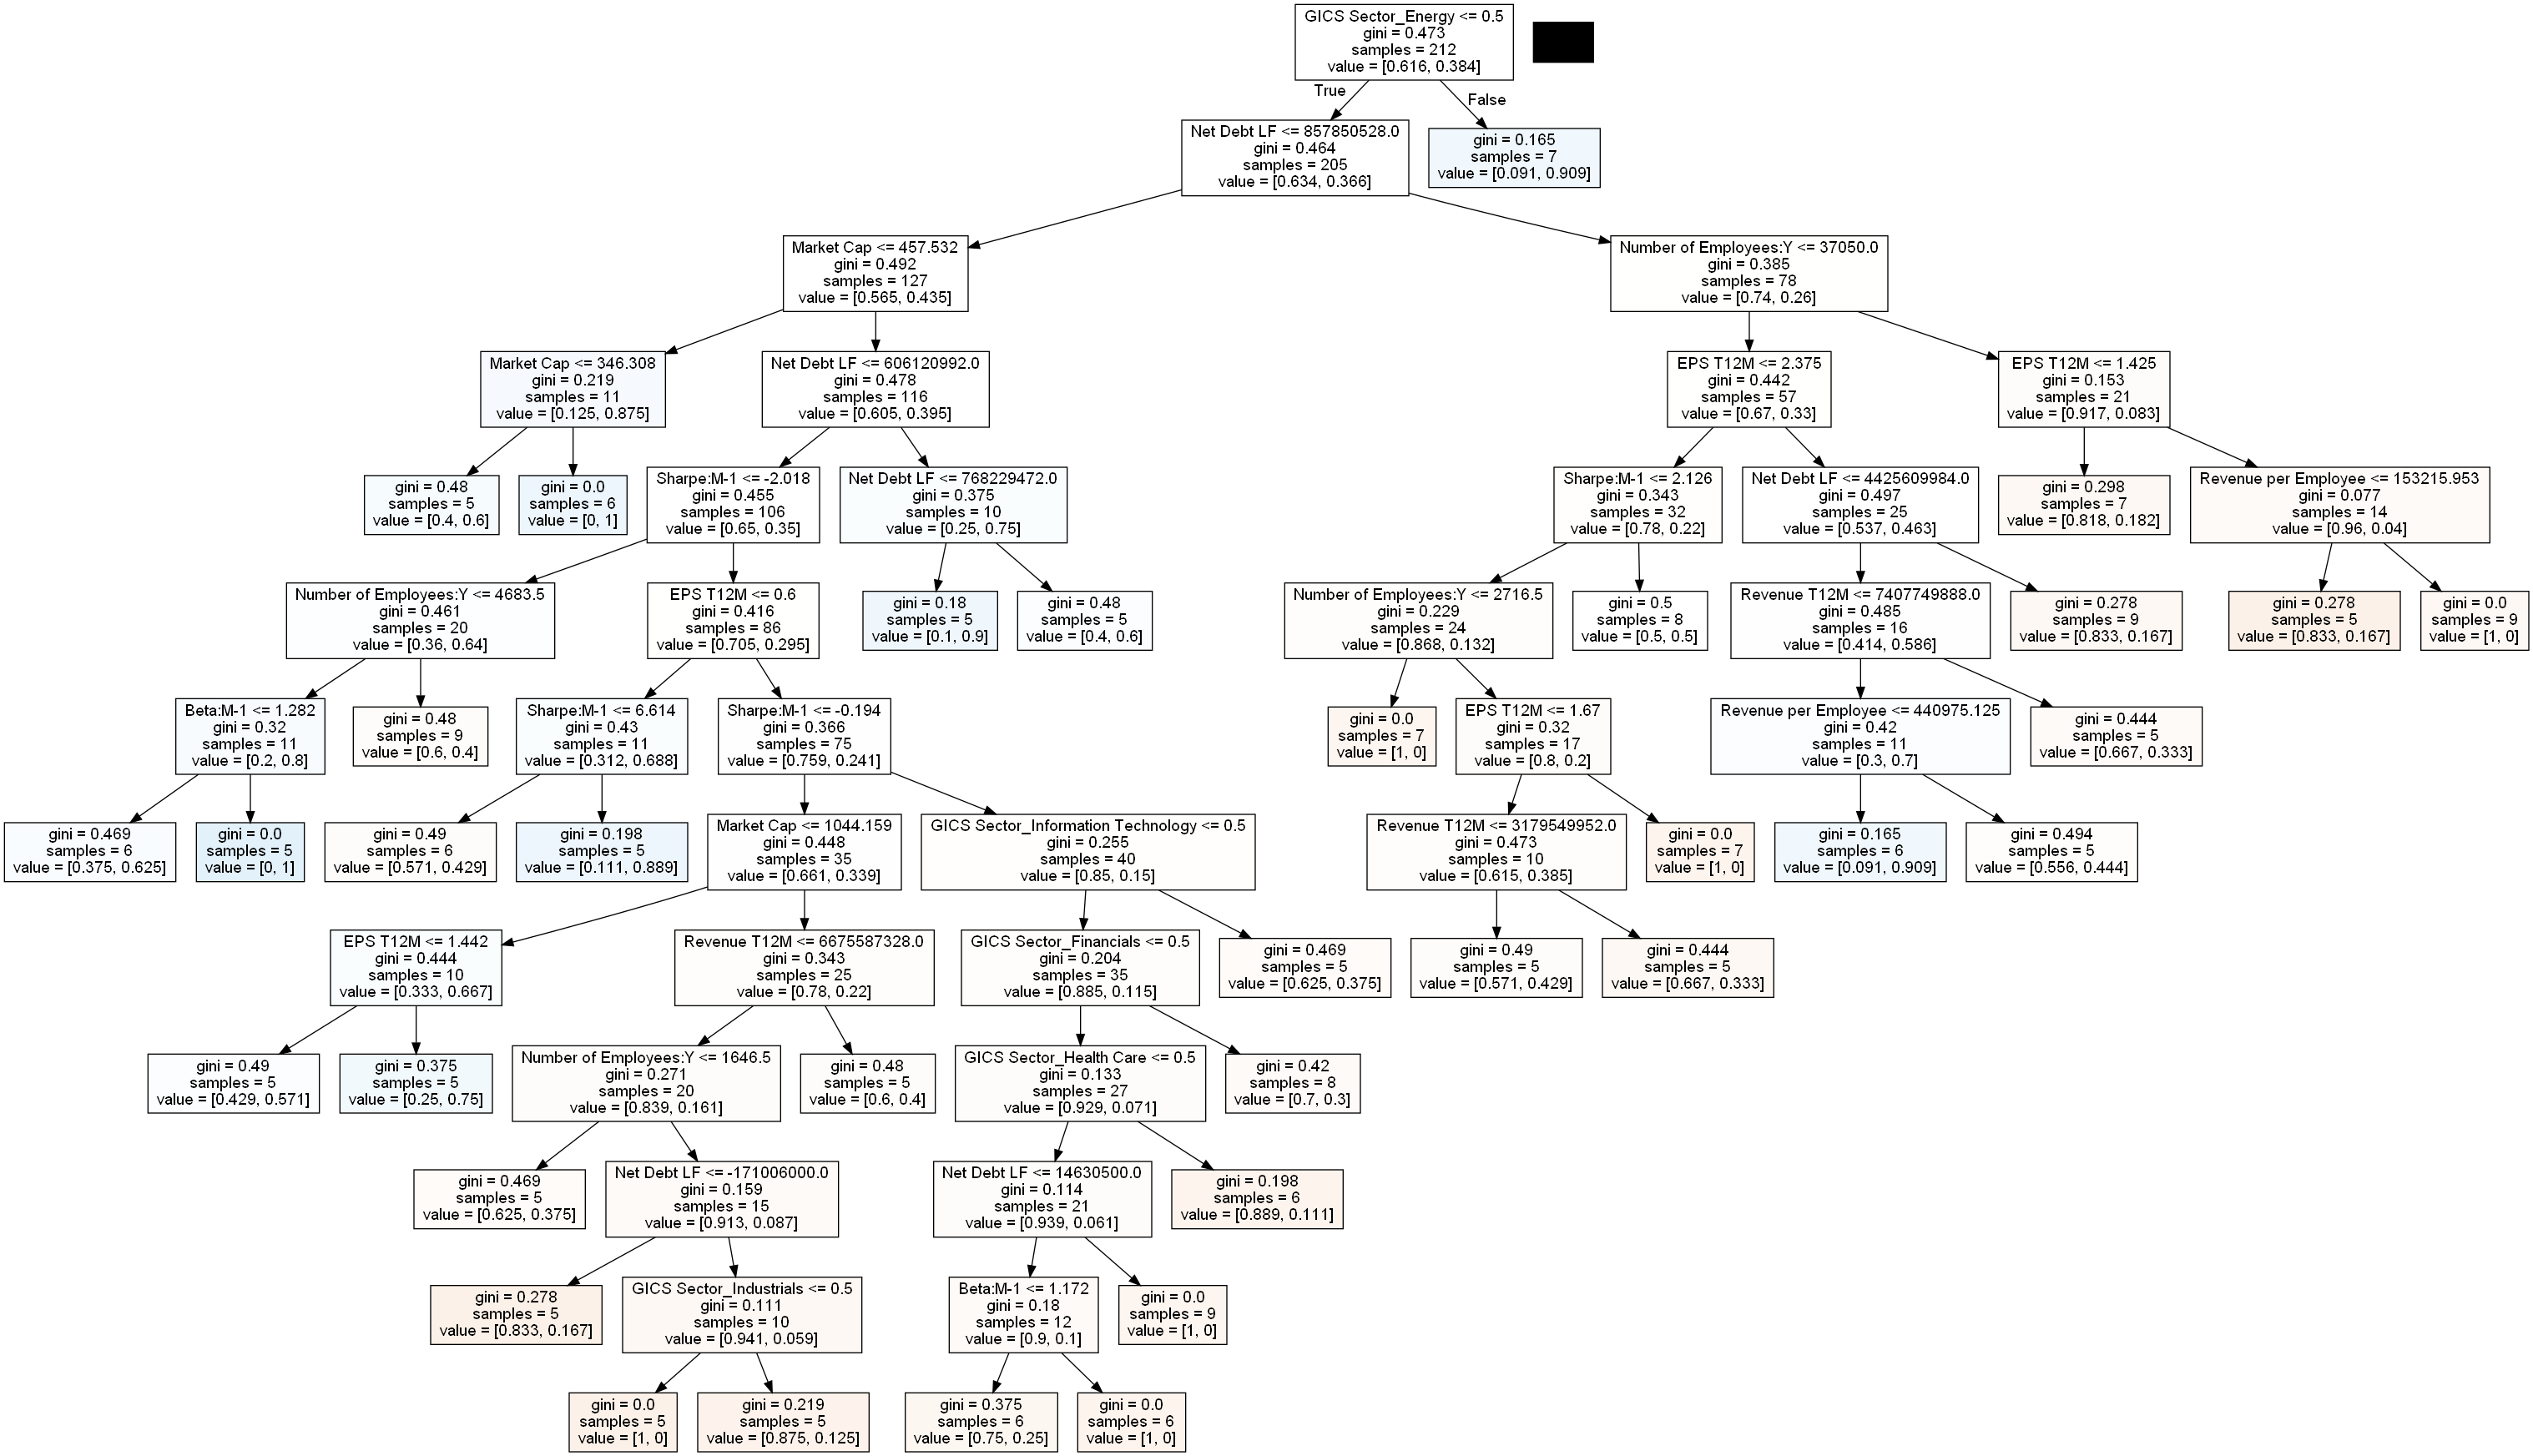 GICS Sector_Energy <= 0.5
gini = 0.473
samples = 212
value = [0.616, 0.384]
True
False
Net Debt LF <= 857850528.0
gini = 0.464
samples = 205
value = [0.634, 0.366]
gini = 0.165
samples = 7
value = [0.091, 0.909]
Market Cap <= 457.532
gini = 0.492
samples = 127
value = [0.565, 0.435]
Number of Employees:Y <= 37050.0
gini = 0.385
samples = 78
value = [0.74, 0.26]
Market Cap <= 346.308
gini = 0.219
samples = 11
value = [0.125, 0.875]
Net Debt LF <= 606120992.0
gini = 0.478
samples = 116
value = [0.605, 0.395]
EPS T12M <= 2.375
gini = 0.442
samples = 57
value = [0.67, 0.33]
EPS T12M <= 1.425
gini = 0.153
samples = 21
value = [0.917, 0.083]
gini = 0.48
samples = 5
value = [0.4, 0.6]
gini = 0.0
samples = 6
value = [0, 1]
Sharpe:M-1 <= -2.018
gini = 0.455
samples = 106
value = [0.65, 0.35]
Net Debt LF <= 768229472.0
gini = 0.375
samples = 10
value = [0.25, 0.75]
Sharpe:M-1 <= 2.126
gini = 0.343
samples = 32
value = [0.78, 0.22]
Net Debt LF <= 4425609984.0
gini = 0.497
samples = 25
value = [0.537, 0.463]
gini = 0.298
samples = 7
value = [0.818, 0.182]
Revenue per Employee <= 153215.953
gini = 0.077
samples = 14
value = [0.96, 0.04]
Number of Employees:Y <= 4683.5
gini = 0.461
samples = 20
value = [0.36, 0.64]
EPS T12M <= 0.6
gini = 0.416
samples = 86
value = [0.705, 0.295]
gini = 0.18
samples = 5
value = [0.1, 0.9]
gini = 0.48
samples = 5
value = [0.4, 0.6]
Number of Employees:Y <= 2716.5
gini = 0.229
samples = 24
value = [0.868, 0.132]
gini = 0.5
samples = 8
value = [0.5, 0.5]
Revenue T12M <= 7407749888.0
gini = 0.485
samples = 16
value = [0.414, 0.586]
gini = 0.278
samples = 9
value = [0.833, 0.167]
gini = 0.278
samples = 5
value = [0.833, 0.167]
gini = 0.0
samples = 9
value = [1, 0]
Beta:M-1 <= 1.282
gini = 0.32
samples = 11
value = [0.2, 0.8]
gini = 0.48
samples = 9
value = [0.6, 0.4]
Sharpe:M-1 <= 6.614
gini = 0.43
samples = 11
value = [0.312, 0.688]
Sharpe:M-1 <= -0.194
gini = 0.366
samples = 75
value = [0.759, 0.241]
gini = 0.0
samples = 7
value = [1, 0]
EPS T12M <= 1.67
gini = 0.32
samples = 17
value = [0.8, 0.2]
Revenue per Employee <= 440975.125
gini = 0.42
samples = 11
value = [0.3, 0.7]
gini = 0.444
samples = 5
value = [0.667, 0.333]
gini = 0.469
samples = 6
value = [0.375, 0.625]
gini = 0.0
samples = 5
value = [0, 1]
gini = 0.49
samples = 6
value = [0.571, 0.429]
gini = 0.198
samples = 5
value = [0.111, 0.889]
Market Cap <= 1044.159
gini = 0.448
samples = 35
value = [0.661, 0.339]
GICS Sector_Information Technology <= 0.5
gini = 0.255
samples = 40
value = [0.85, 0.15]
Revenue T12M <= 3179549952.0
gini = 0.473
samples = 10
value = [0.615, 0.385]
gini = 0.0
samples = 7
value = [1, 0]
gini = 0.165
samples = 6
value = [0.091, 0.909]
gini = 0.494
samples = 5
value = [0.556, 0.444]
EPS T12M <= 1.442
gini = 0.444
samples = 10
value = [0.333, 0.667]
Revenue T12M <= 6675587328.0
gini = 0.343
samples = 25
value = [0.78, 0.22]
GICS Sector_Financials <= 0.5
gini = 0.204
samples = 35
value = [0.885, 0.115]
gini = 0.469
samples = 5
value = [0.625, 0.375]
gini = 0.49
samples = 5
value = [0.571, 0.429]
gini = 0.444
samples = 5
value = [0.667, 0.333]
gini = 0.49
samples = 5
value = [0.429, 0.571]
gini = 0.375
samples = 5
value = [0.25, 0.75]
Number of Employees:Y <= 1646.5
gini = 0.271
samples = 20
value = [0.839, 0.161]
gini = 0.48
samples = 5
value = [0.6, 0.4]
GICS Sector_Health Care <= 0.5
gini = 0.133
samples = 27
value = [0.929, 0.071]
gini = 0.42
samples = 8
value = [0.7, 0.3]
gini = 0.469
samples = 5
value = [0.625, 0.375]
Net Debt LF <= -171006000.0
gini = 0.159
samples = 15
value = [0.913, 0.087]
Net Debt LF <= 14630500.0
gini = 0.114
samples = 21
value = [0.939, 0.061]
gini = 0.198
samples = 6
value = [0.889, 0.111]
gini = 0.278
samples = 5
value = [0.833, 0.167]
GICS Sector_Industrials <= 0.5
gini = 0.111
samples = 10
value = [0.941, 0.059]
Beta:M-1 <= 1.172
gini = 0.18
samples = 12
value = [0.9, 0.1]
gini = 0.0
samples = 9
value = [1, 0]
gini = 0.0
samples = 5
value = [1, 0]
gini = 0.219
samples = 5
value = [0.875, 0.125]
gini = 0.375
samples = 6
value = [0.75, 0.25]
gini = 0.0
samples = 6
value = [1, 0]